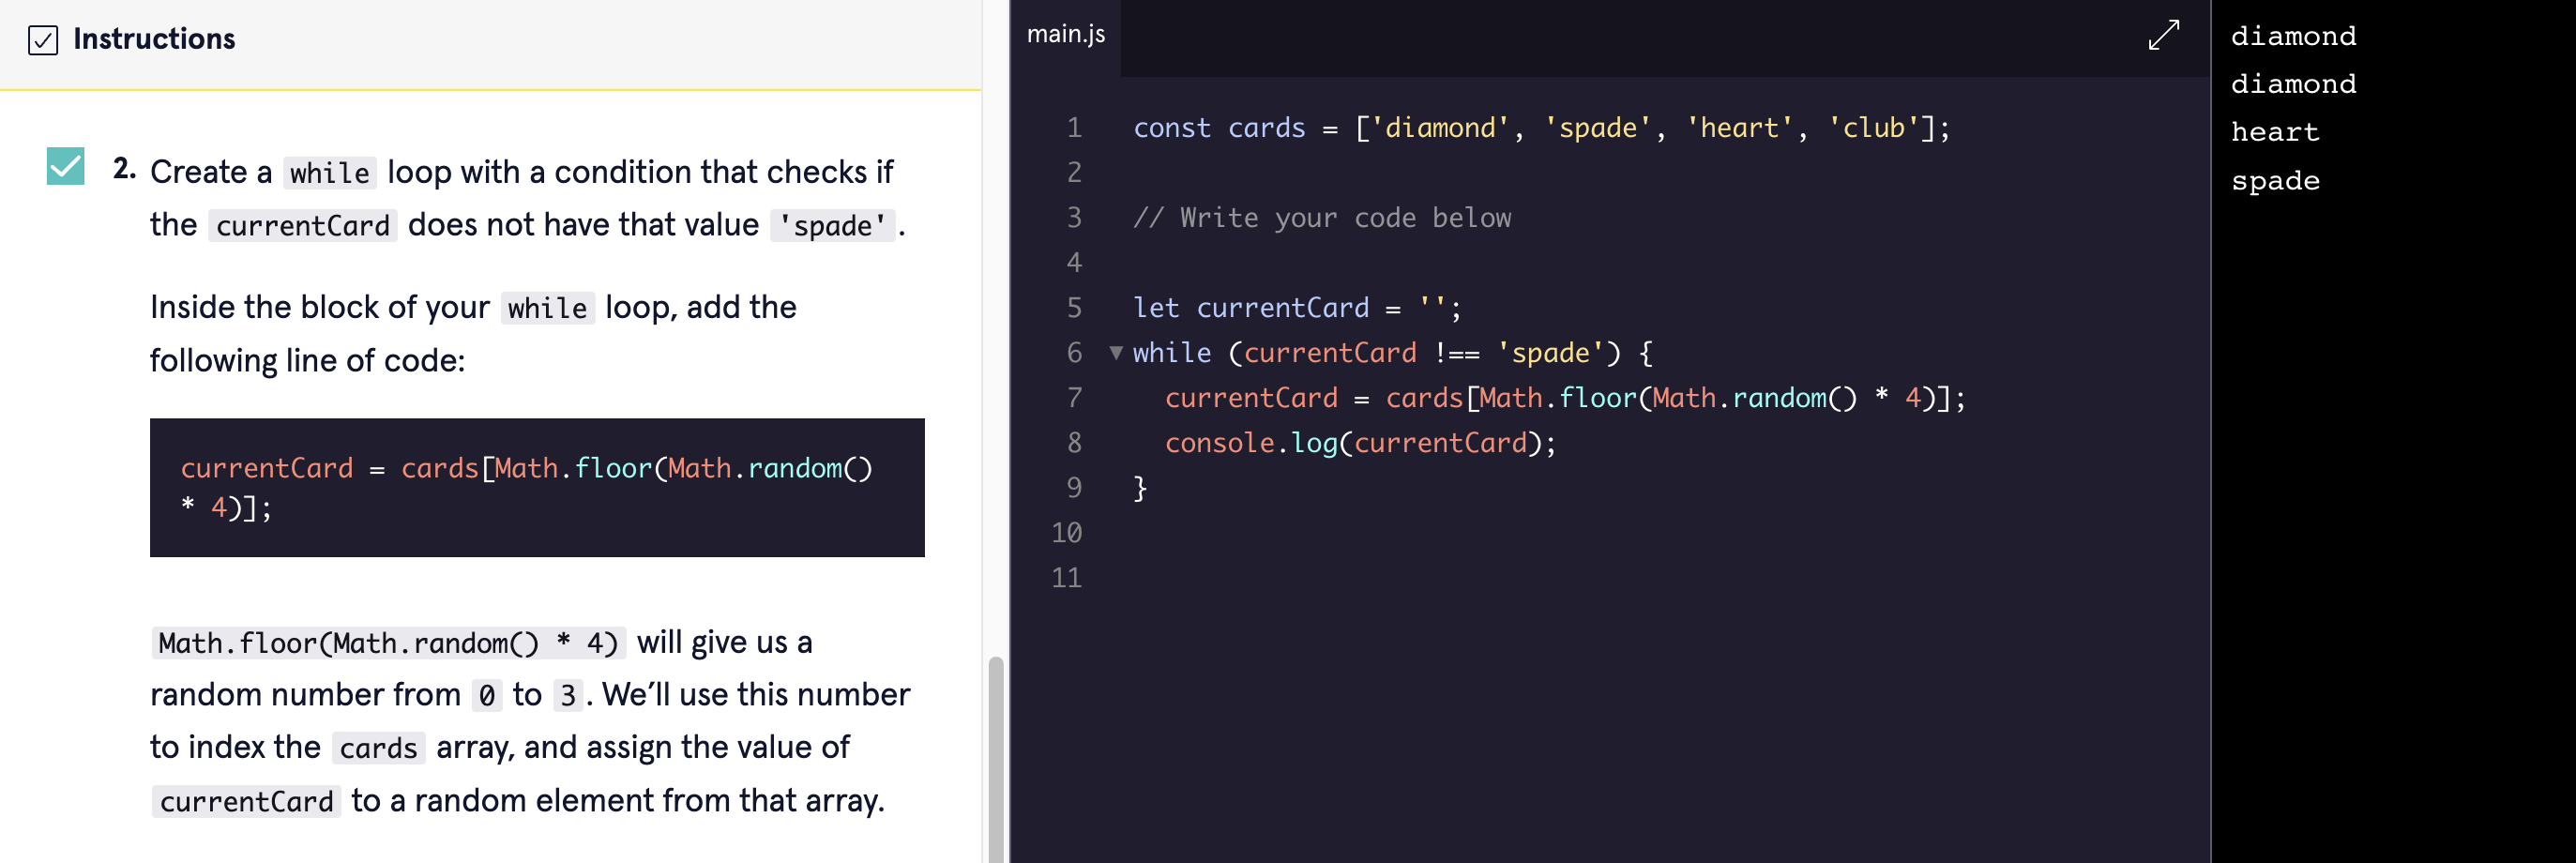 Instructions
2. Create a while loop with a condition that checks if
the currentCard does not have that value 'spade'.
Inside the block of your while loop, add the
following line of code:
currentCard = cards[Math.floor(Math.random()
* 4)];
Math.floor(Math.random() * 4) will give us a
random number from 0 to 3. We’ll use this number
to index the cards array, and assign the value of
currentCard to a random element from that array.
main.js
1 const cards = ['diamond', 'spade', 'heart', 'club'];
2
3 // Write your code below
4
5 let currentCard = '';
6 while (currentCard !== 'spade') {
7 currentCard = cards[Math.floor(Math.random() * 4)];
8 console.log(currentCard);
9 }
10
11
diamond
diamond
heart
spade